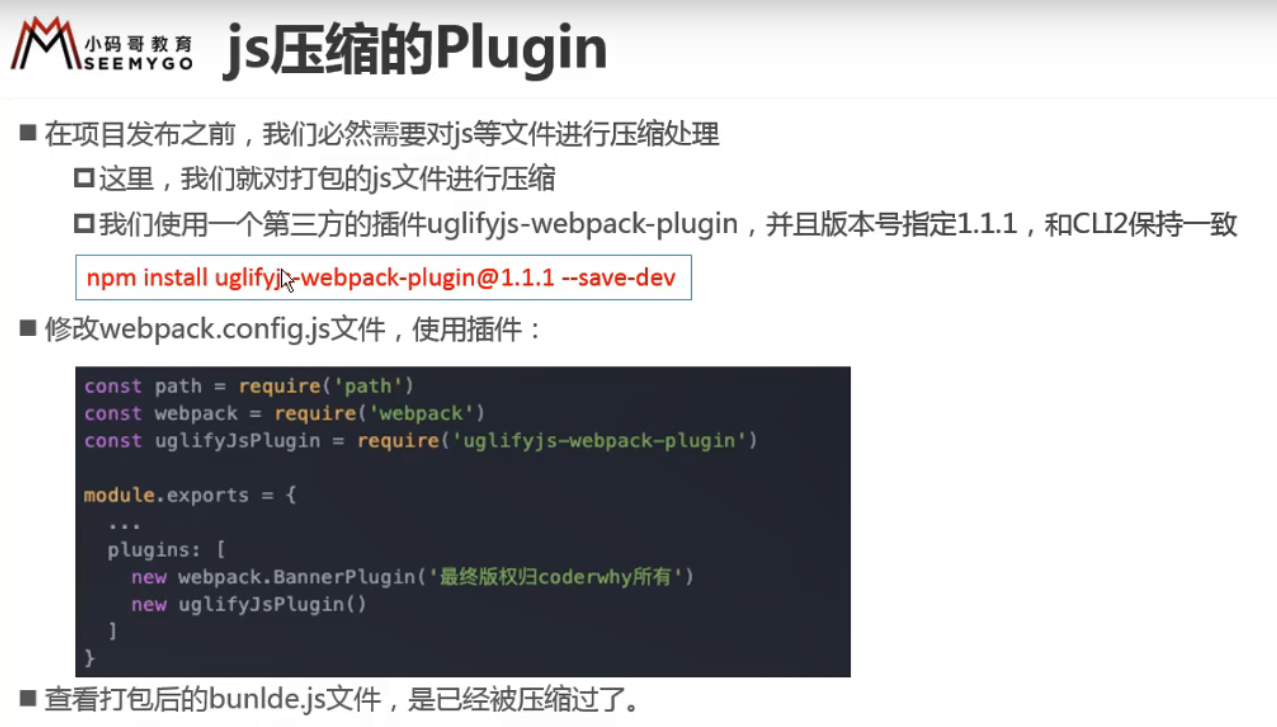 小码哥教育
SEEMYGO
js压缩的Plugin
在项目发布之前，我们必然需要对js等文件进行压缩处理
这里，我们就对打包的js文件进行压缩
我们使用一个第三方的插件uglifyjs-webpack-plugin，并且版本号指定1.1.1，和CLI2保持一致
npm install uglifyjs-webpack-plugin@1.1.1 --save-dev
修改webpack.config.js文件，使用插件：
const path = require('path')
const webpack = require('webpack')
const uglifyJsPlugin = require('uglifyjs-webpack-plugin')
module.exports = {
...
plugins: [
new webpack.BannerPlugin('最终版权归coderwhy所有')
new uglifyJsPlugin()
]
}
查看打包后的bunlde.js文件，是已经被压缩过了。